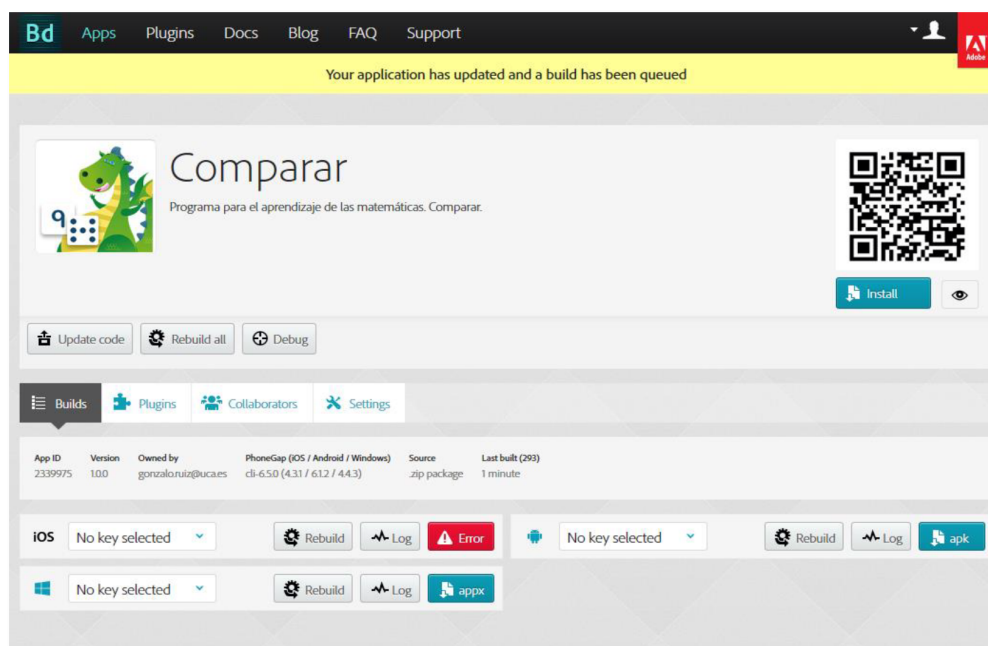 Bd Apps Plugins Docs Blog FAQ Support
Adobe
Your application has updated and a build has been queued
Comparar
9
Programa para el aprendizaje de las matemáticas. Comparar.
Install
Update code Rebuild all Debug
Builds Plugins Collaborators Settings
App ID Version Owned by PhoneGap (iOS / Android / Windows) Source Last built (293)
2339975 1.0.0 gonzalo.ruiz@uca.es cli-6.5.0 (4.3.1 / 6.1.2 / 4.4.3) .zip package 1 minute
iOS No key selected Rebuild Log Error No key selected Rebuild Log apk
No key selected Rebuild Log appx